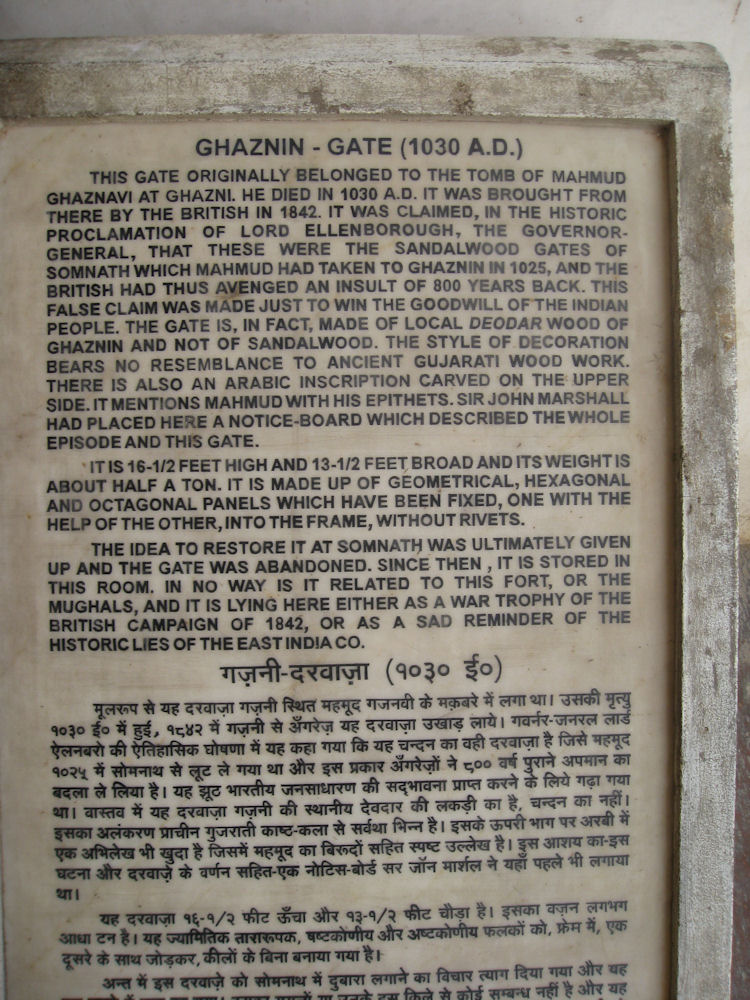 GHAZNIN - GATE (1030 A.D.)
THIS GATE ORIGINALLY BELONGED TO THE TOMB OF MAHMUD
GHAZNAVI AT GHAZNI. HE DIED IN 1030 A.D. IT WAS BROUGHT FROM
THERE BY THE BRITISH IN 1842. IT WAS CLAIMED, IN THE HISTORIC
PROCLAMATION OF LORD ELLENBOROUGH, THE GOVERNOR-
GENERAL, THAT THESE WERE THE SANDALWOOD GATES OF
SOMNATH WHICH MAHMUD HAD TAKEN TO GHAZNIN IN 1025, AND THE
BRITISH HAD THUS AVENGED AN INSULT OF 800 YEARS BACK. THIS
FALSE CLAIM WAS MADE JUST TO WIN THE GOODWILL OF THE INDIAN
PEOPLE. THE GATE IS, IN FACT, MADE OF LOCAL DEODAR WOOD OF
GHAZNIN AND NOT OF SANDALWOOD. THE STYLE OF DECORATION
BEARS NO RESEMBLANCE TO ANCIENT GUJARATI WOOD WORK.
THERE IS ALSO AN ARABIC INSCRIPTION CARVED ON THE UPPER
SIDE. IT MENTIONS MAHMUD WITH HIS EPITHETS. SIR JOHN MARSHALL
HAD PLACED HERE A NOTICE-BOARD WHICH DESCRIBED THE WHOLE
EPISODE AND THIS GATE.
IT IS 16-1/2 FEET HIGH AND 13-1/2 FEET BROAD AND ITS WEIGHT IS
ABOUT HALF A TON. IT IS MADE UP OF GEOMETRICAL, HEXAGONAL
AND OCTAGONAL PANELS WHICH HAVE BEEN FIXED, ONE WITH THE
HELP OF THE OTHER, INTO THE FRAME, WITHOUT RIVETS.
THE IDEA TO RESTORE IT AT SOMNATH WAS ULTIMATELY GIVEN
UP AND THE GATE WAS ABANDONED. SINCE THEN , IT IS STORED IN
THIS ROOM. IN NO WAY IS IT RELATED TO THIS FORT, OR THE
MUGHALS, AND IT IS LYING HERE EITHER AS A WAR TROPHY OF THE
BRITISH CAMPAIGN OF 1842, OR AS A SAD REMINDER OF THE
HISTORIC LIES OF THE EAST INDIA CO.
गज़नी-दरवाज़ा (१०३० ई०)
मूलरूप से यह दरवाज़ा गज़नी स्थित महमूद गजनवी के मक़बरे में लगा था। उसकी मृत्यु
१०३० ई० में हुई, १८४२ में गज़नी से अँगरेज़ यह दरवाज़ा उखाड़ लाये। गवर्नर-जनरल लार्ड
ऐलनबरो की ऐतिहासिक घोषणा में यह कहा गया कि यह चन्दन का वही दरवाज़ा है जिसे महमूद
१०२५ में सोमनाथ से लूट ले गया था और इस प्रकार अँगरेज़ों ने ८०० वर्ष पुराने अपमान का
बदला ले लिया है। यह झूठ भारतीय जनसाधारण की सद्‌भावना प्राप्त करने के लिये गढ़ा गया
था। वास्तव में यह दरवाज़ा गज़नी की स्थानीय देवदार की लकड़ी का है, चन्दन का नहीं।
इसका अलंकरण प्राचीन गुजराती काष्ठ-कला से सर्वथा भिन्न है। इसके ऊपरी भाग पर अरबी में
एक अभिलेख भी खुदा है जिसमें महमूद का बिरूदों सहित स्पष्ट उल्लेख है। इस आशय का-इस
घटना और दरवाज़े के वर्णन सहित-एक नोटिस-बोर्ड सर जॉन मार्शल ने यहाँ पहले भी लगाया
था।
यह दरवाज़ा १६-१/२ फीट ऊँचा और १३-१/२ फीट चौड़ा है। इसका वज़न लगभग
आधा टन है। यह ज्यामितिक तारारूपक, षष्टकोणीय और अष्टकोणीय फलकों को, फ्रेम में, एक
दूसरे के साथ जोड़कर, कीलों के बिना बनाया गया है।
अन्त में इस दरवाज़े को सोमनाथ में दुबारा लगाने का विचार त्याग दिया गया और यह
इस किले से कोई सम्बन्ध नहीं है और यह